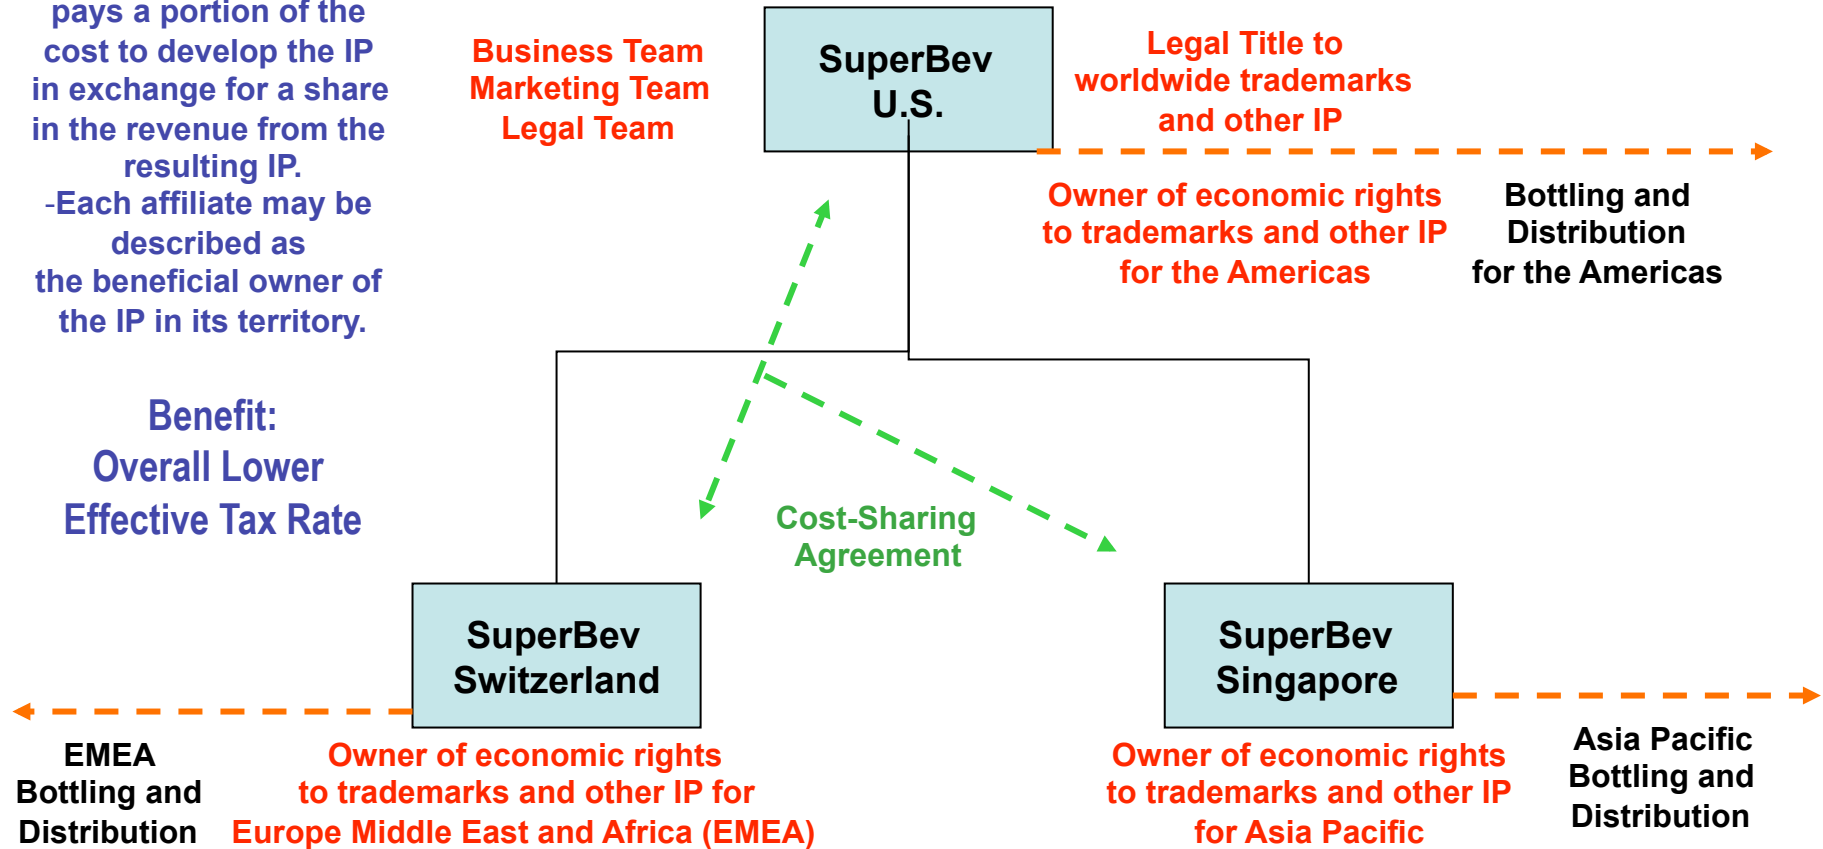 pays a portion of the
cost to develop the IP
in exchange for a share
in the revenue from the
resulting IP.
-Each affiliate may be
described as
the beneficial owner of
the IP in its territory.
Benefit:
Overall Lower
Effective Tax Rate
Business Team
Marketing Team
Legal Team
SuperBev
U.S.
Legal Title to
worldwide trademarks
and other IP
Owner of economic rights
to trademarks and other IP
for the Americas
Bottling and
Distribution
for the Americas
Cost-Sharing
Agreement
SuperBev
Switzerland
SuperBev
Singapore
EMEA
Bottling and
Distribution
Owner of economic rights
to trademarks and other IP for
Europe Middle East and Africa (EMEA)
Owner of economic rights
to trademarks and other IP
for Asia Pacific
Asia Pacific
Bottling and
Distribution